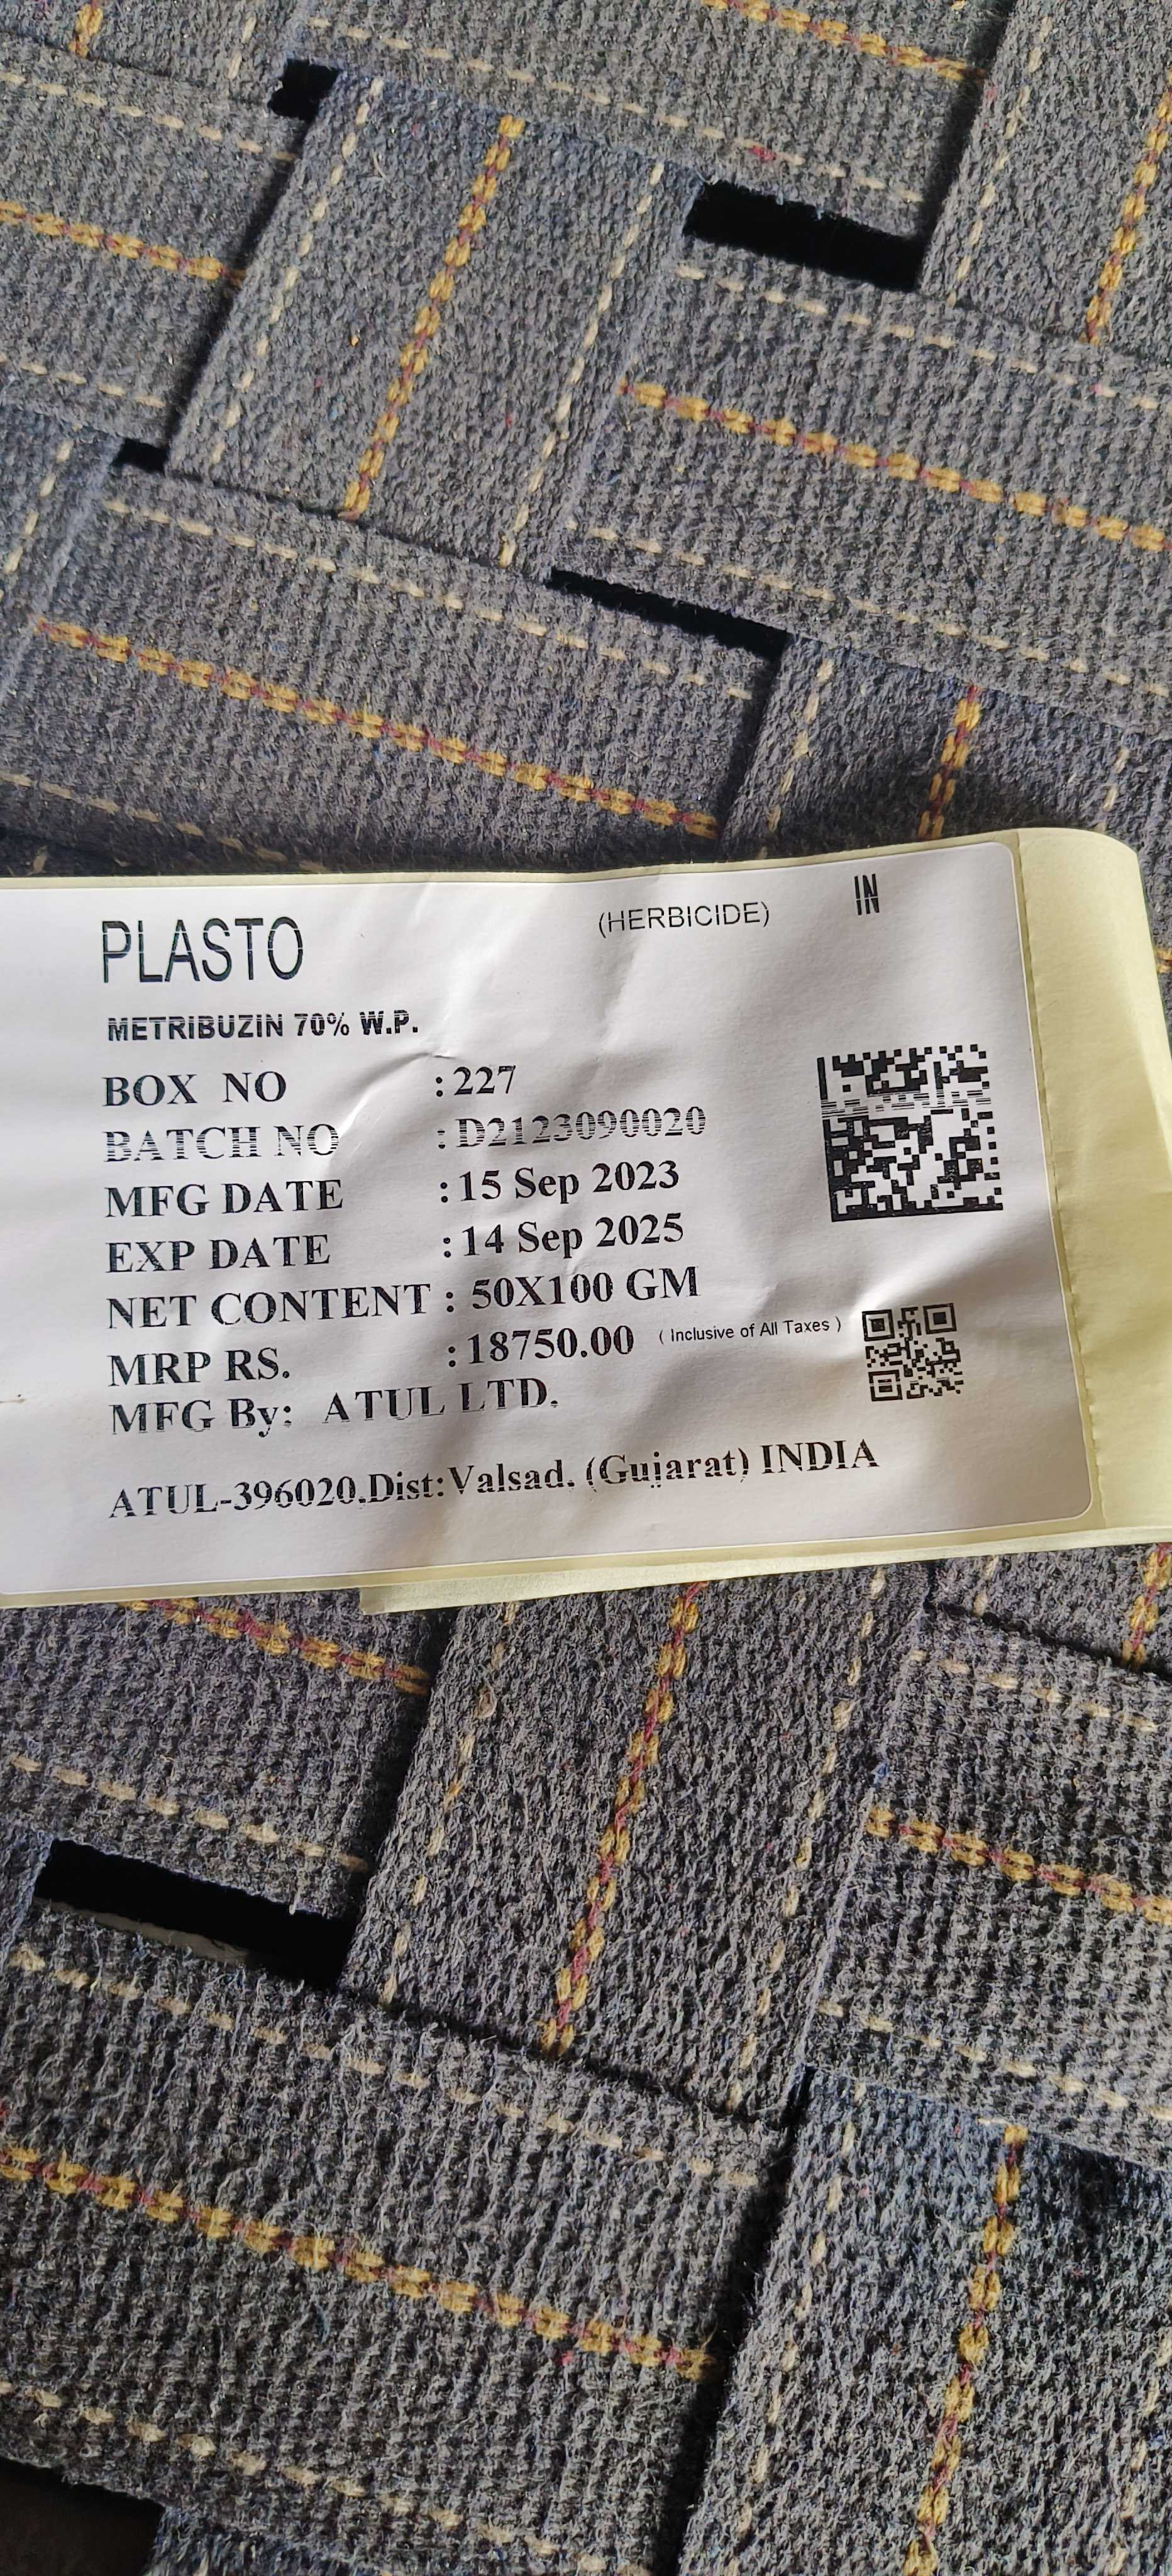 PLASTO (HERBICIDE) IN
METRIBUZIN 70% W.P.
BOX NO : 227
BATCH NO : D2123090020
MFG DATE : 15 Sep 2023
EXP DATE : 14 Sep 2025
NET CONTENT : 50X100 GM
MRP RS. : 18750.00 ( Inclusive of All Taxes )
MFG By: ATUL LTD.
ATUL-396020.Dist:Valsad. (Gujarat) INDIA